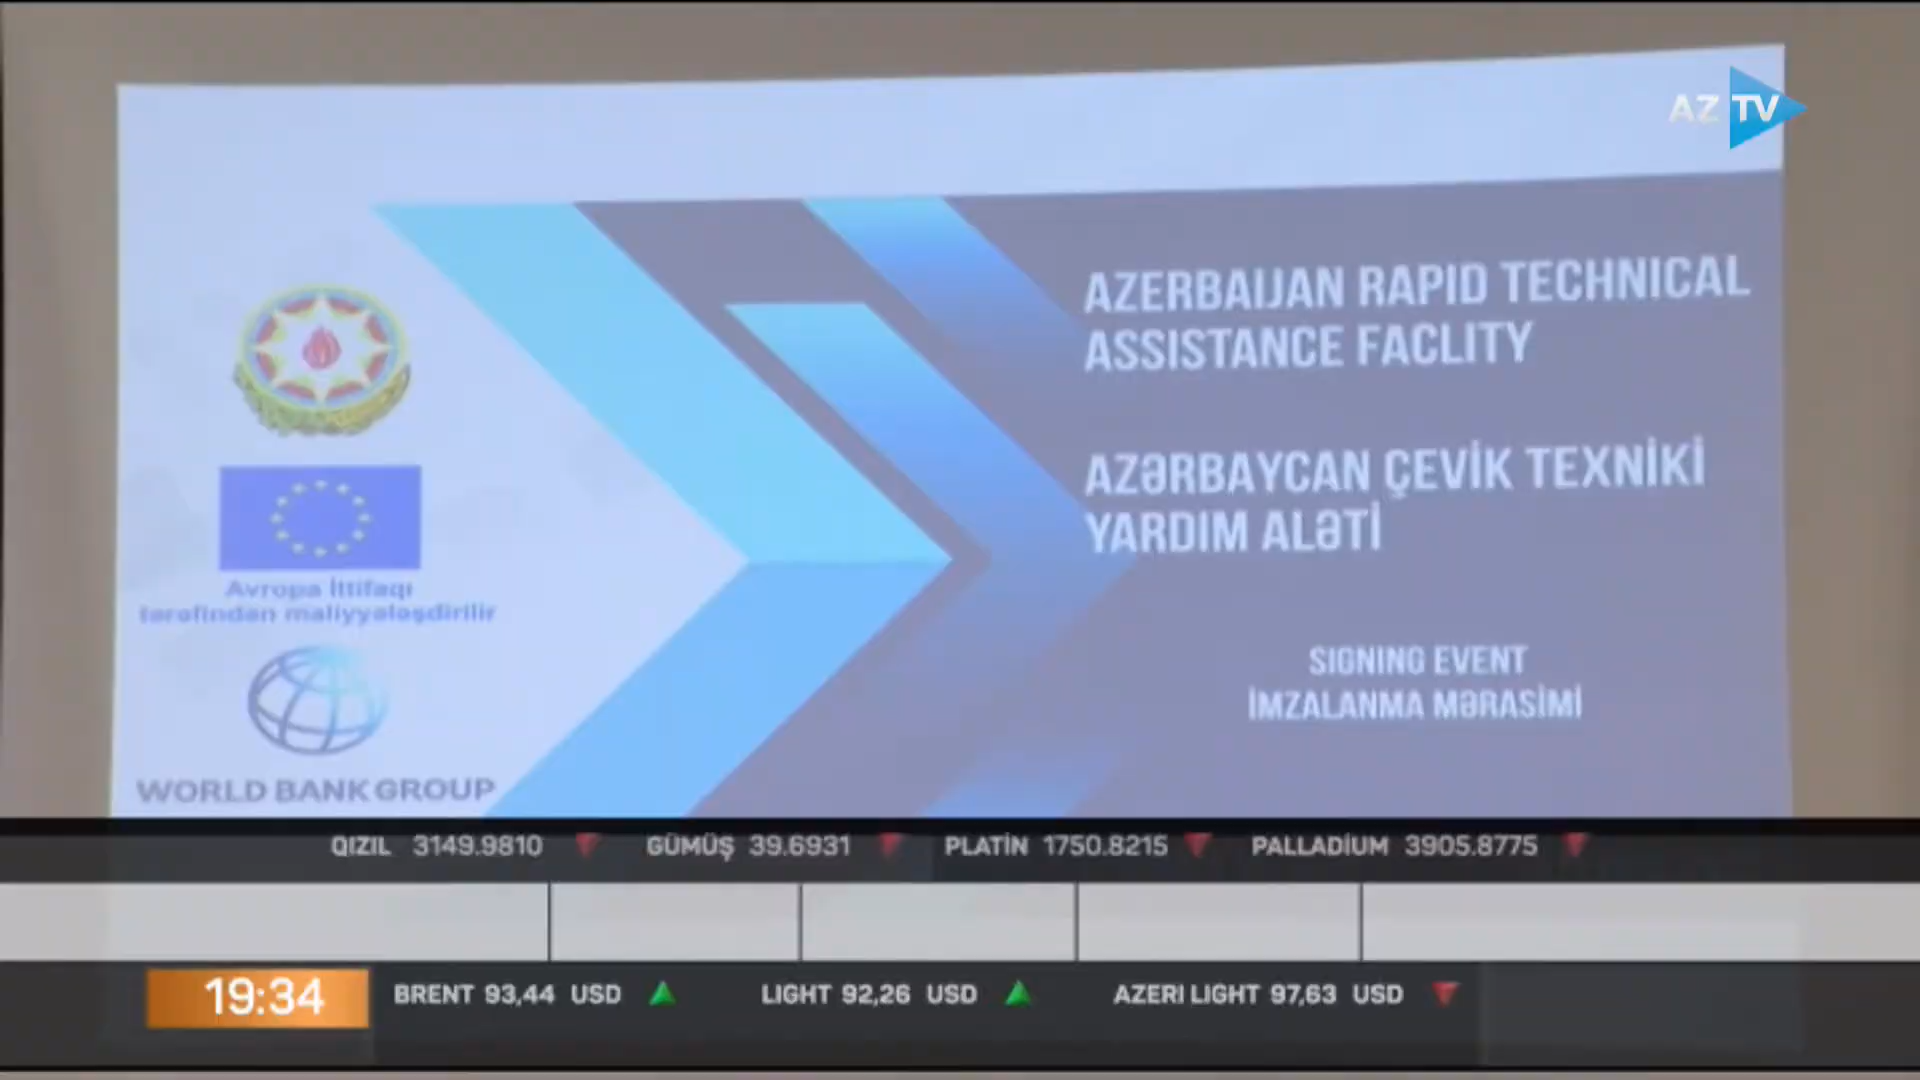 AZ TV
AZERBAIJAN RAPID TECHNICAL
ASSISTANCE FACLITY
AZƏRBAYCAN ÇEVİK TEXNİKİ
YARDIM ALƏTİ
SIGNING EVENT
İMZALANMA MƏRASİMİ
Avropa İttifaqı
tərəfindən maliyyələşdirilir
WORLD BANK GROUP
QIZIL 3149.9810 GÜMÜŞ 39.6931 PLATİN 1750.8215 PALLADİUM 3905.8775
19:34 BRENT 93,44 USD LIGHT 92,26 USD AZERI LIGHT 97,63 USD